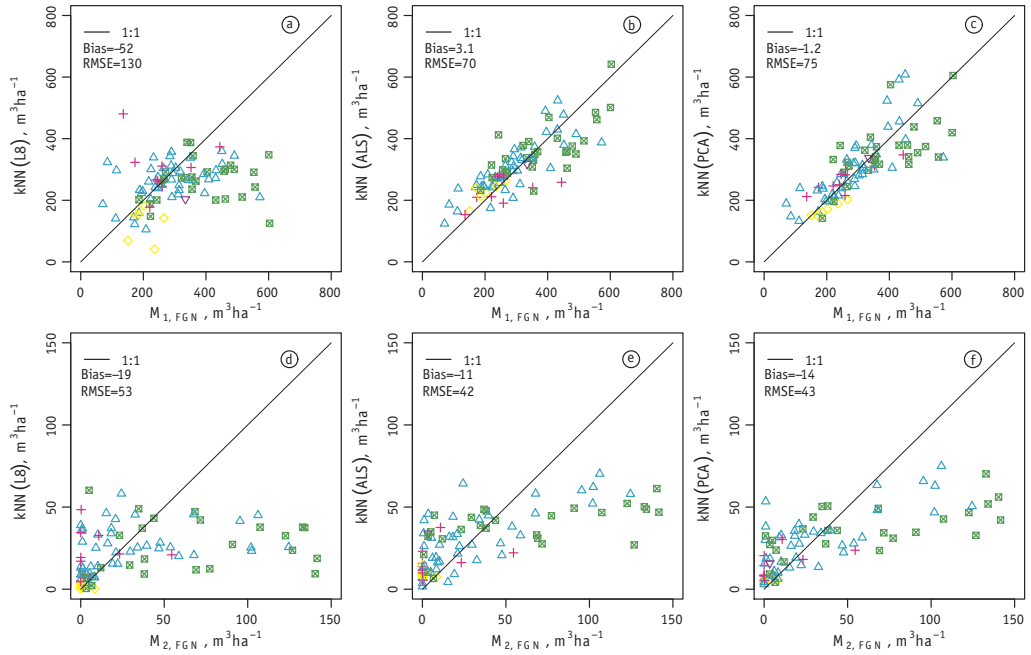 1:1
Bias=−52
RMSE=130
a
kNN (L8), m³ha⁻¹
0 200 400 600 800
0 200 400 600 800
M₁, FGN , m³ha⁻¹
1:1
Bias=3.1
RMSE=70
b
kNN (ALS), m³ha⁻¹
0 200 400 600 800
0 200 400 600 800
M₁, FGN , m³ha⁻¹
1:1
Bias=−1.2
RMSE=75
c
kNN (PCA), m³ha⁻¹
0 200 400 600 800
0 200 400 600 800
M₁, FGN , m³ha⁻¹
1:1
Bias=−19
RMSE=53
d
kNN (L8), m³ha⁻¹
0 50 100 150
0 50 100 150
M₂, FGN , m³ha⁻¹
1:1
Bias=−11
RMSE=42
e
kNN (ALS), m³ha⁻¹
0 50 100 150
0 50 100 150
M₂, FGN , m³ha⁻¹
1:1
Bias=−14
RMSE=43
f
kNN (PCA), m³ha⁻¹
0 50 100 150
0 50 100 150
M₂, FGN , m³ha⁻¹